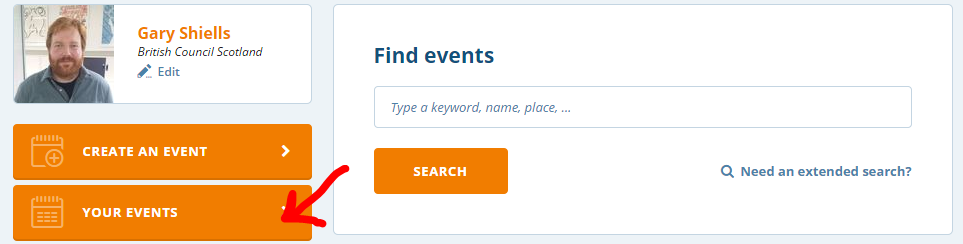 Gary Shiells
British Council Scotland
Edit
CREATE AN EVENT
YOUR EVENTS
Find events
Type a keyword, name, place, ...
SEARCH
Need an extended search?